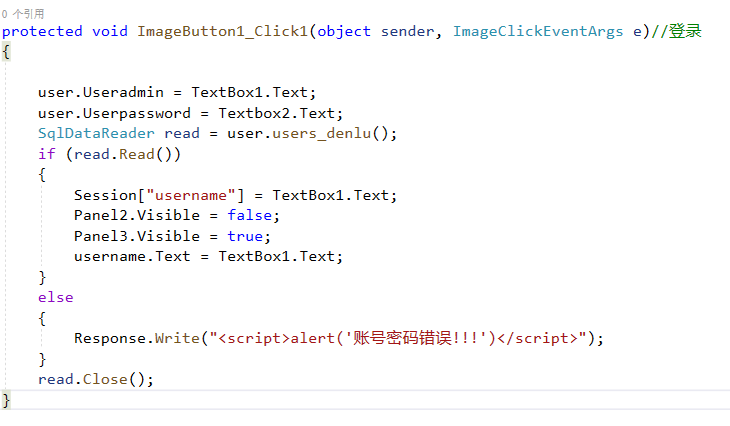 0 个引用
protected void ImageButton1_Click1(object sender, ImageClickEventArgs e)//登录
{
user.Useradmin = TextBox1.Text;
user.Userpassword = Textbox2.Text;
SqlDataReader read = user.users_denlu();
if (read.Read())
{
Session["username"] = TextBox1.Text;
Panel2.Visible = false;
Panel3.Visible = true;
username.Text = TextBox1.Text;
}
else
{
Response.Write("<script>alert('账号密码错误!!!')</script>");
}
read.Close();
}